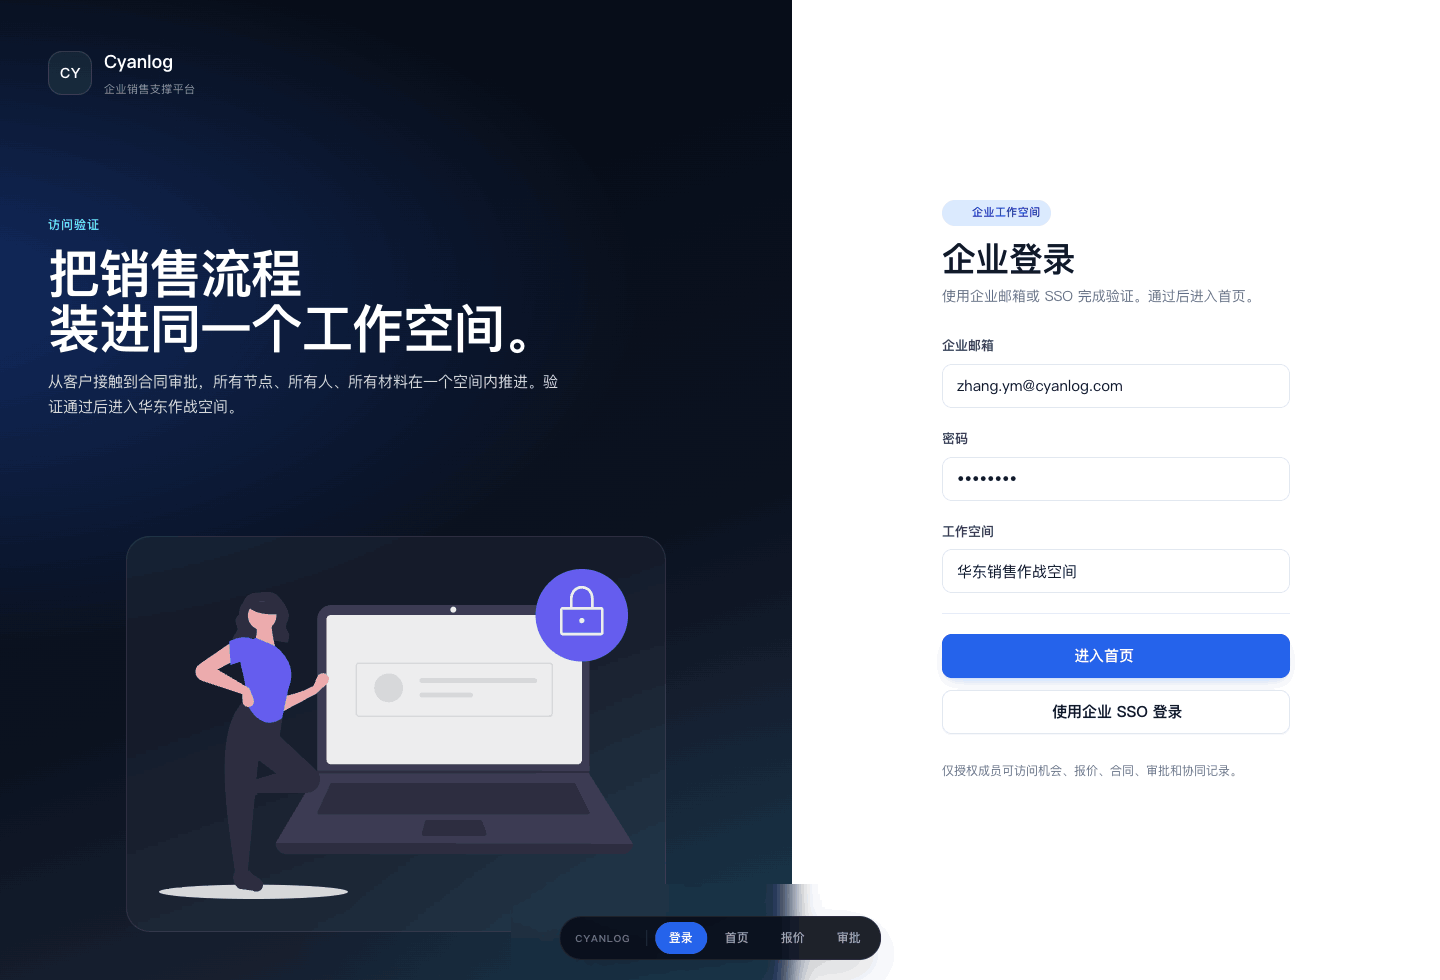 CY
Cyanlog
企业销售支撑平台
访问验证
把销售流程
装进同一个工作空间。
从客户接触到合同审批，所有节点、所有人、所有材料在一个空间内推进。验
证通过后进入华东作战空间。
企业工作空间
企业登录
使用企业邮箱或 SSO 完成验证。通过后进入首页。
企业邮箱
zhang.ym@cyanlog.com
密码
••••••••
工作空间
华东销售作战空间
进入首页
使用企业 SSO 登录
仅授权成员可访问机会、报价、合同、审批和协同记录。
CYANLOG 登录 首页 报价 审批